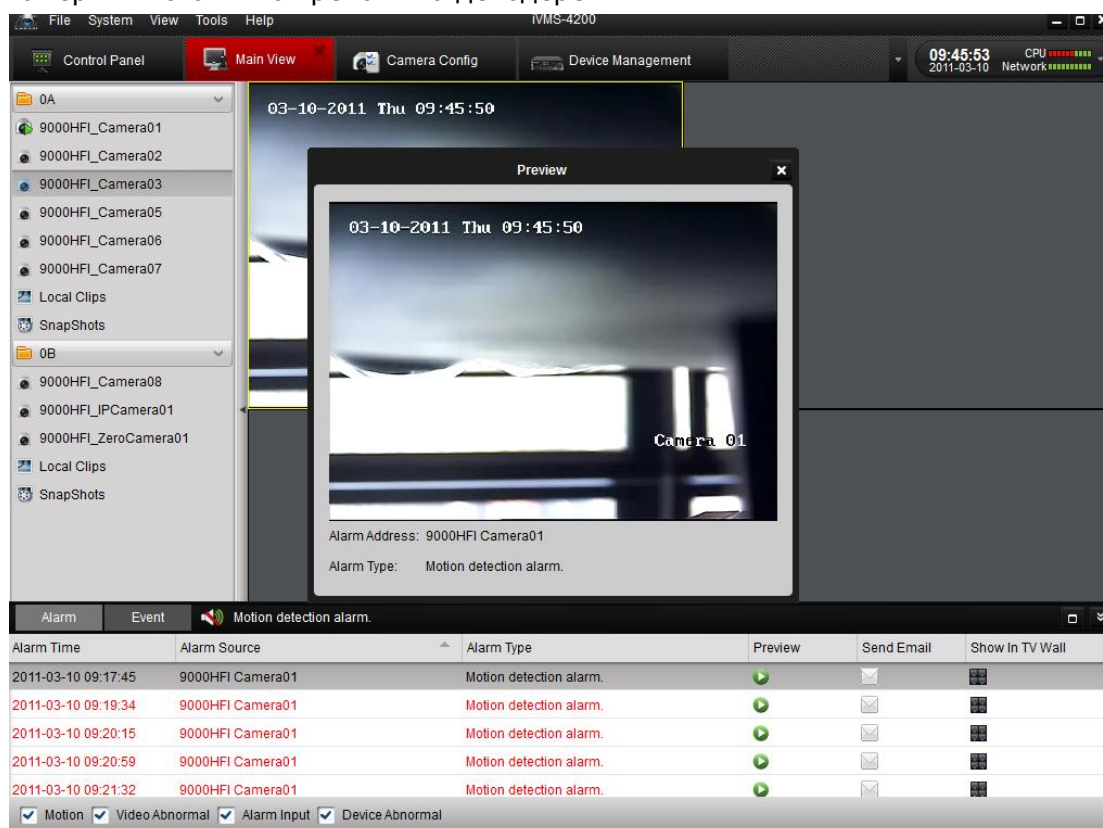 File System View Tools Help iVMS-4200
Control Panel Main View Camera Config Device Management 09:45:53 2011-03-10 CPU Network
0A
9000HFI_Camera01
9000HFI_Camera02
9000HFI_Camera03
9000HFI_Camera05
9000HFI_Camera06
9000HFI_Camera07
Local Clips
SnapShots
0B
9000HFI_Camera08
9000HFI_IPCamera01
9000HFI_ZeroCamera01
Local Clips
SnapShots
03-10-2011 Thu 09:45:50
Preview
03-10-2011 Thu 09:45:50
Camera 01
Alarm Address: 9000HFI Camera01
Alarm Type: Motion detection alarm.
Alarm Event Motion detection alarm.
Alarm Time Alarm Source Alarm Type Preview Send Email Show In TV Wall
2011-03-10 09:17:45 9000HFI Camera01 Motion detection alarm.
2011-03-10 09:19:34 9000HFI Camera01 Motion detection alarm.
2011-03-10 09:20:15 9000HFI Camera01 Motion detection alarm.
2011-03-10 09:20:59 9000HFI Camera01 Motion detection alarm.
2011-03-10 09:21:32 9000HFI Camera01 Motion detection alarm.
Motion Video Abnormal Alarm Input Device Abnormal